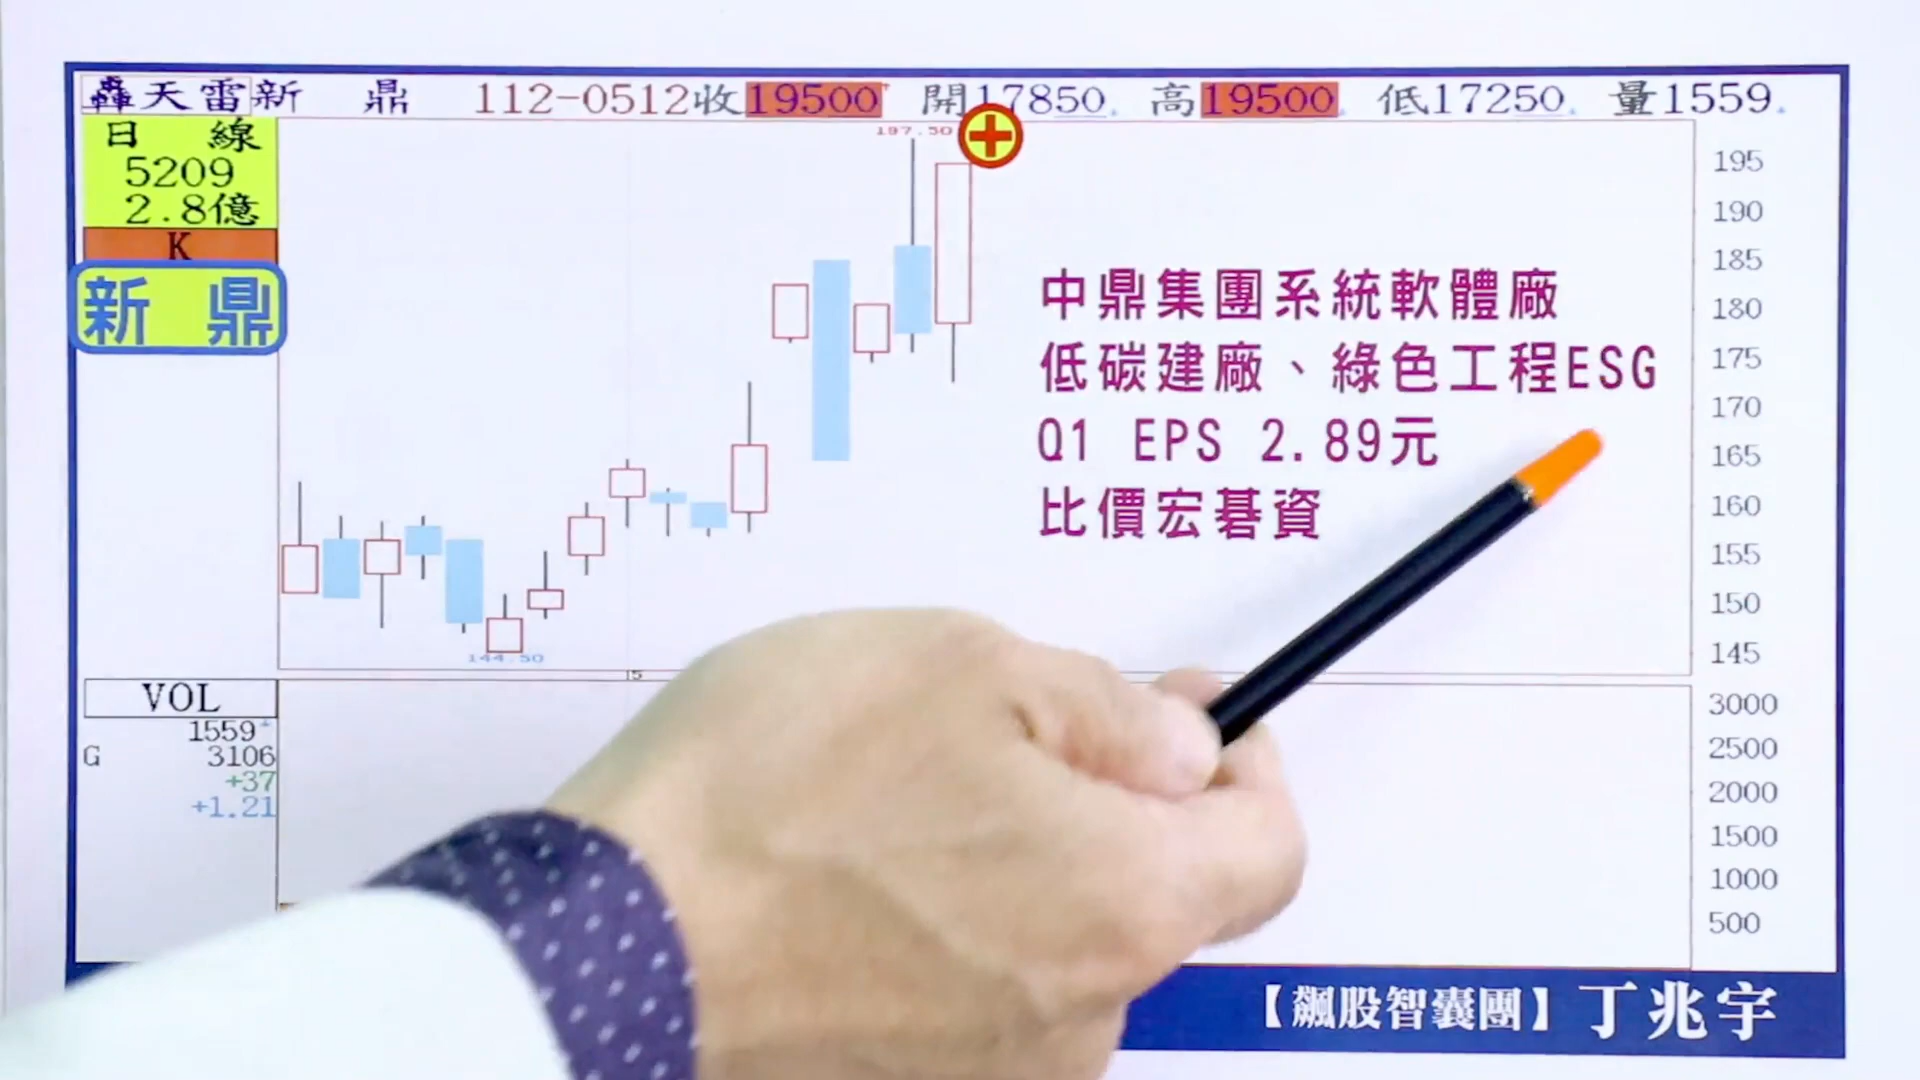 轟天雷新 鼎 112-0512收19500 開17850 高19500 低17250 量1559
日 線
5209
2.8億
K
新 鼎
197.50
195
190
185
180
175
170
165
160
155
150
145
中鼎集團系統軟體廠
低碳建廠、綠色工程ESG
Q1 EPS 2.89元
比價宏碁資
144.50
15
VOL
1559
G 3106
+37
+1.21
3000
2500
2000
1500
1000
500
【飆股智囊團】丁兆宇